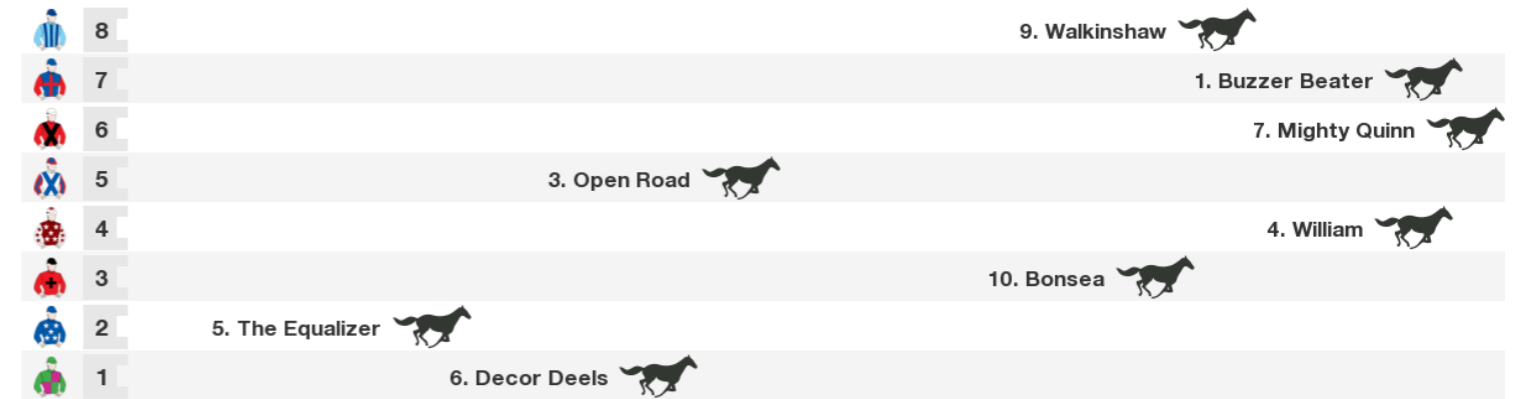 8 9. Walkinshaw
7 1. Buzzer Beater
6 7. Mighty Quinn
5 3. Open Road
4 4. William
3 10. Bonsea
2 5. The Equalizer
1 6. Decor Deels